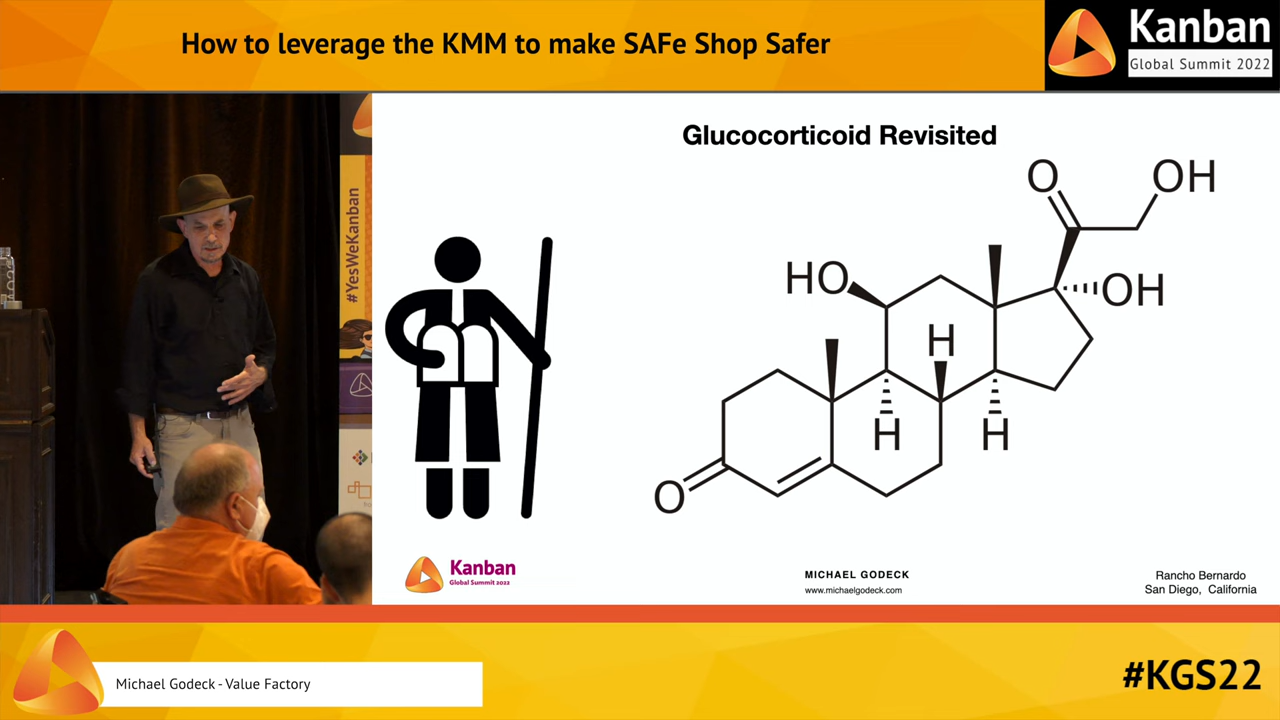 How to leverage the KMM to make SAFe Shop Safer
Kanban
Global Summit 2022
#YesWeKanban
Glucocorticoid Revisited
O
OH
HO
OH
H
H
H
O
Kanban
Global Summit 2022
MICHAEL GODECK
www.michaelgodeck.com
Rancho Bernardo
San Diego, California
Michael Godeck - Value Factory
#KGS22